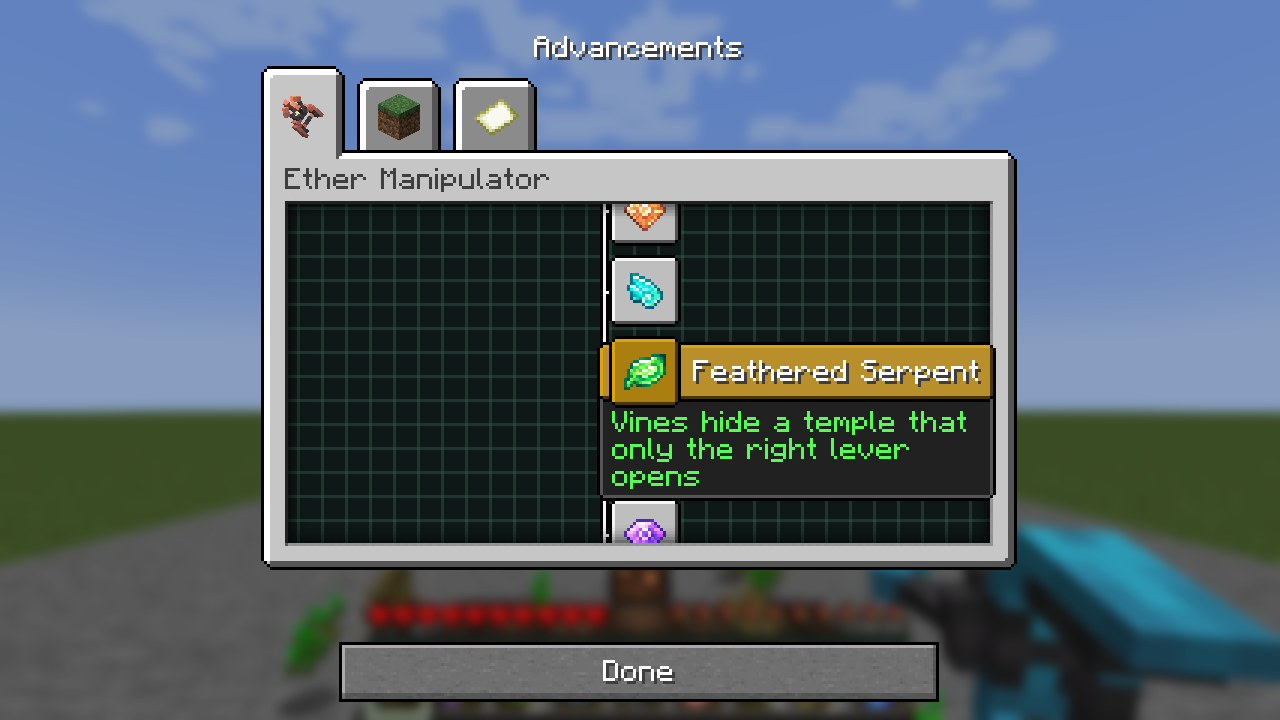 Advancements
Ether Manipulator
Feathered Serpent
Vines hide a temple that
only the right lever
opens
Done